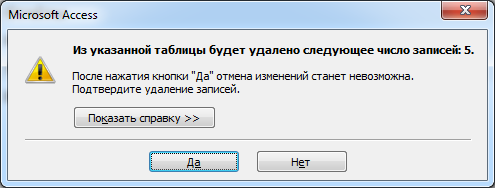 Microsoft Access
Из указанной таблицы будет удалено следующее число записей: 5.
После нажатия кнопки "Да" отмена изменений станет невозможна.
Подтвердите удаление записей.
Показать справку >>
Да
Нет